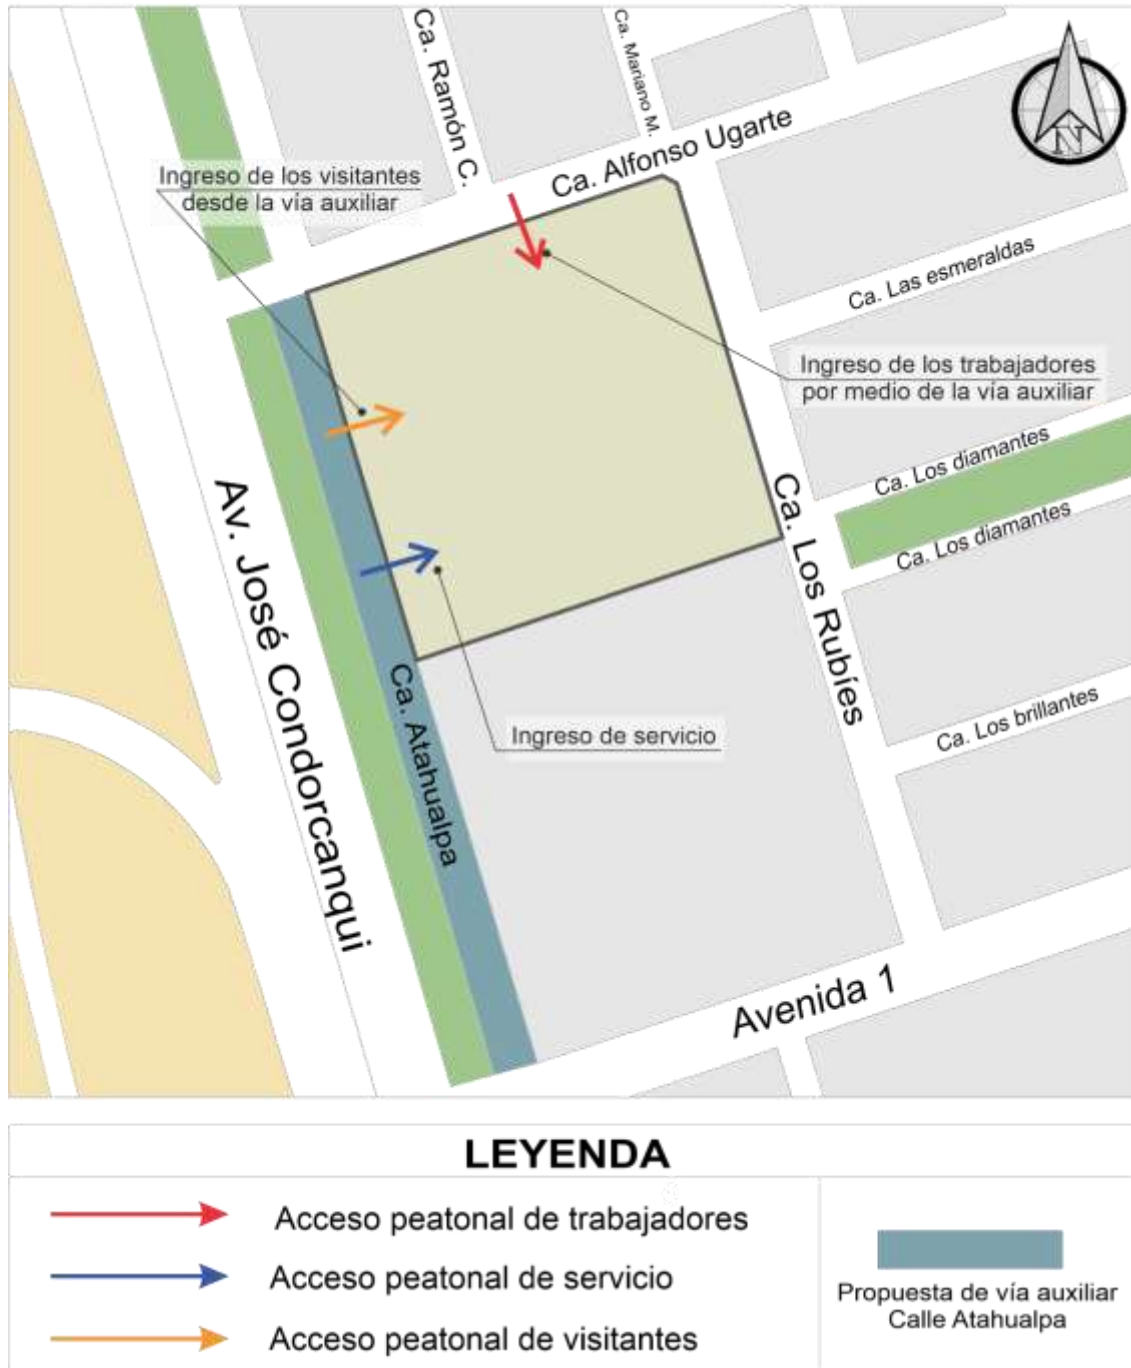 Ca. Ramón C.
Ca. Mariano M.
Ca. Alfonso Ugarte
N
Ingreso de los visitantes
desde la vía auxiliar
Ca. Las esmeraldas
Ingreso de los trabajadores
por medio de la vía auxiliar
Ca. Los diamantes
Ca. Los diamantes
Av. José Condorcanqui
Ca. Los Rubíes
Ca. Atahualpa
Ingreso de servicio
Ca. Los brillantes
Avenida 1
LEYENDA
Acceso peatonal de trabajadores
Acceso peatonal de servicio
Acceso peatonal de visitantes
Propuesta de vía auxiliar
Calle Atahualpa